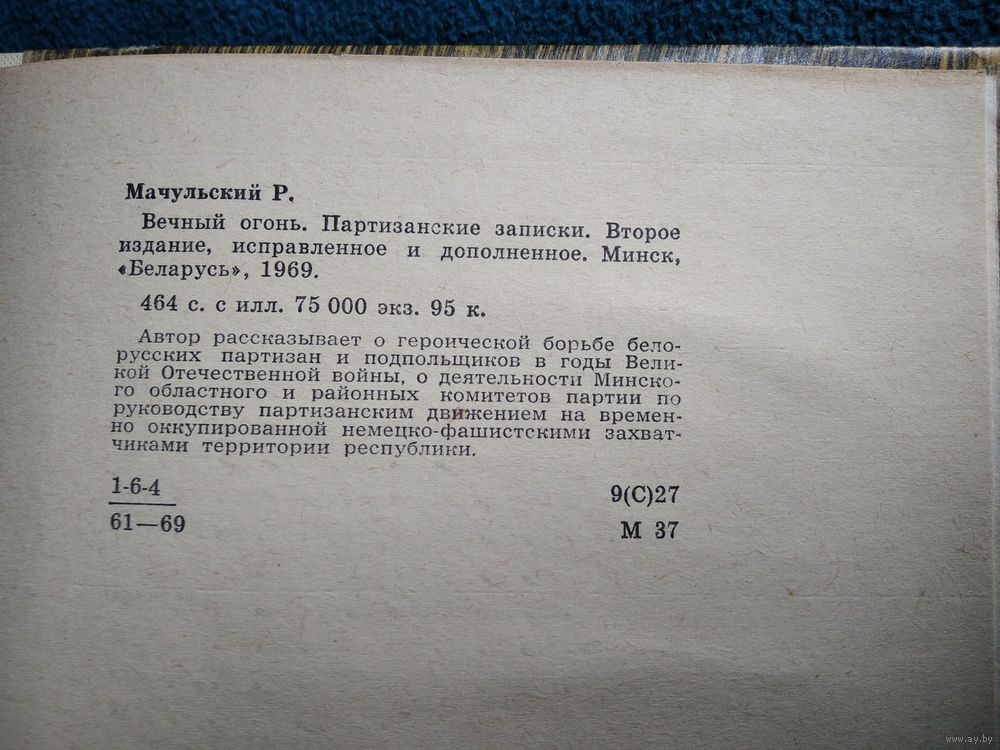 Мачульский Р.
Вечный огонь. Партизанские записки. Второе
издание, исправленное и дополненное. Минск,
«Беларусь», 1969.
464 с. с илл. 75 000 экз. 95 к.
Автор рассказывает о героической борьбе бело-
русских партизан и подпольщиков в годы Вели-
кой Отечественной войны, о деятельности Минско-
го областного и районных комитетов партии по
руководству партизанским движением на времен-
но оккупированной немецко-фашистскими захват-
чиками территории республики.
1-6-4
61—69
9(С)27
М 37
www.ay.by